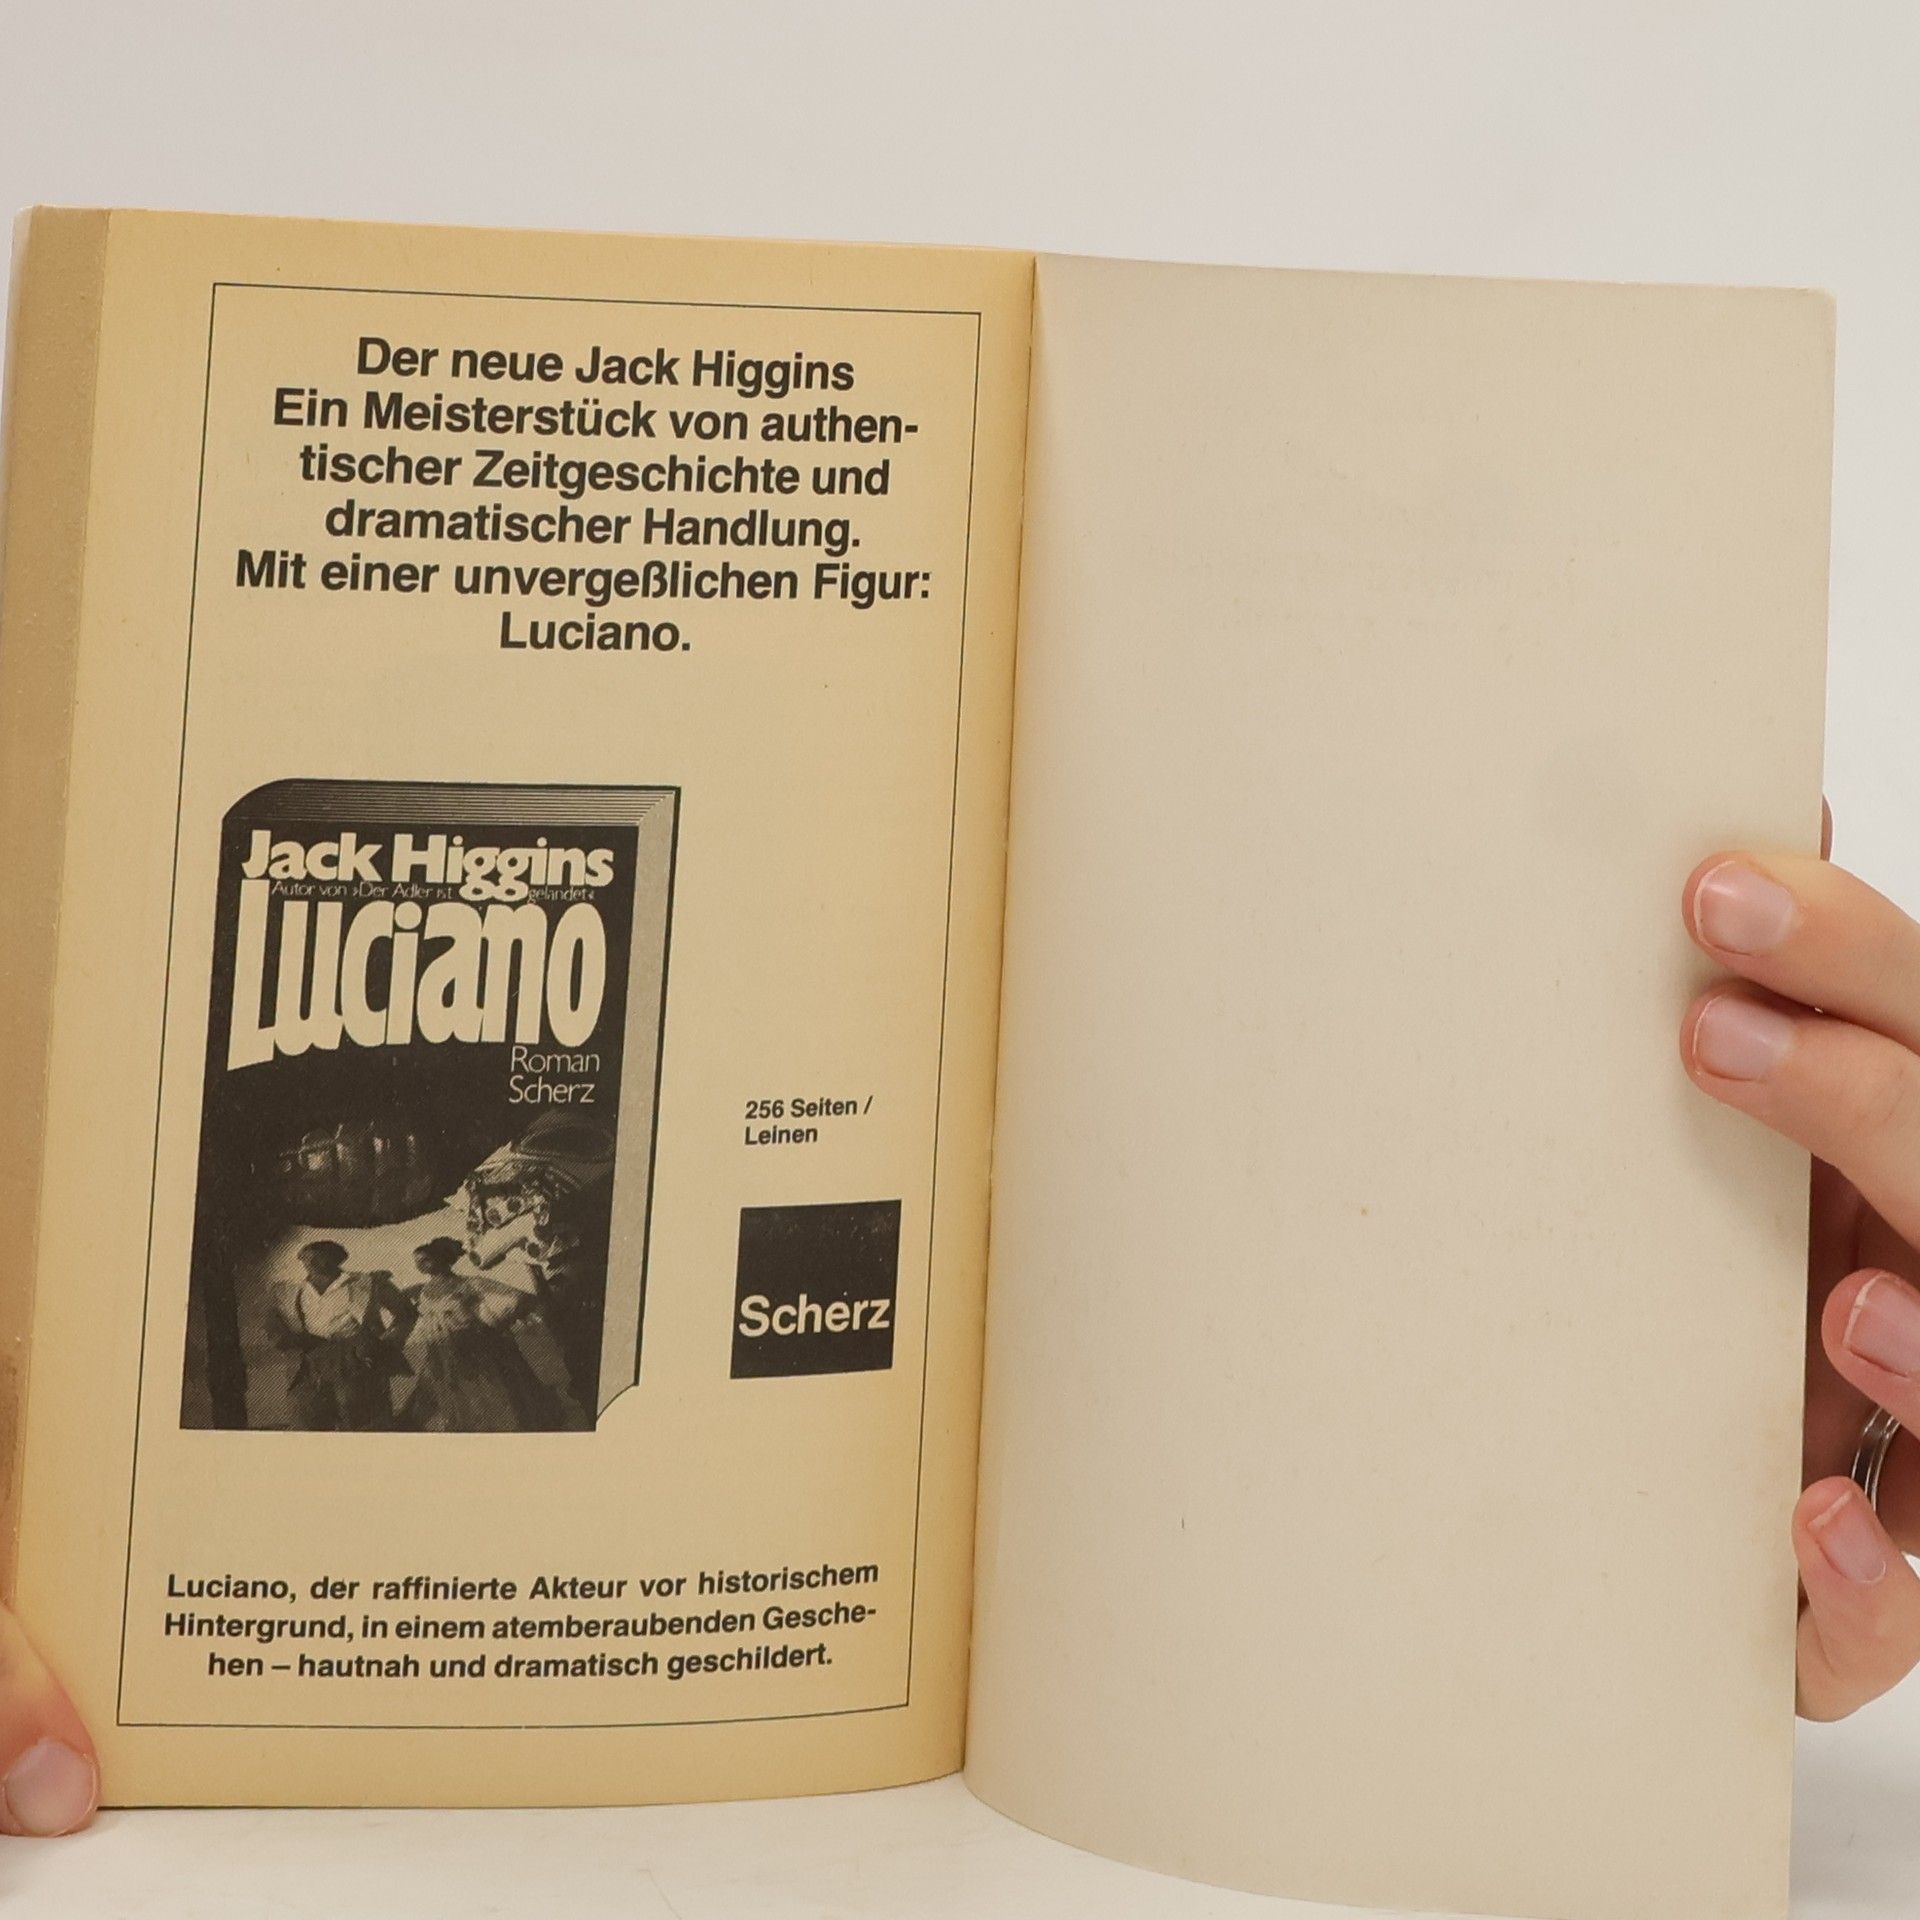 Der neue Jack Higgins
Ein Meisterstück von authen-
tischer Zeitgeschichte und
dramatischer Handlung.
Mit einer unvergeßlichen Figur:
Luciano.
Jack Higgins
Autor von »Der Adler ist gelandet«
Luciano
Roman
Scherz
256 Seiten /
Leinen
Scherz
Luciano, der raffinierte Akteur vor historischem
Hintergrund, in einem atemberaubenden Gesche-
hen – hautnah und dramatisch geschildert.